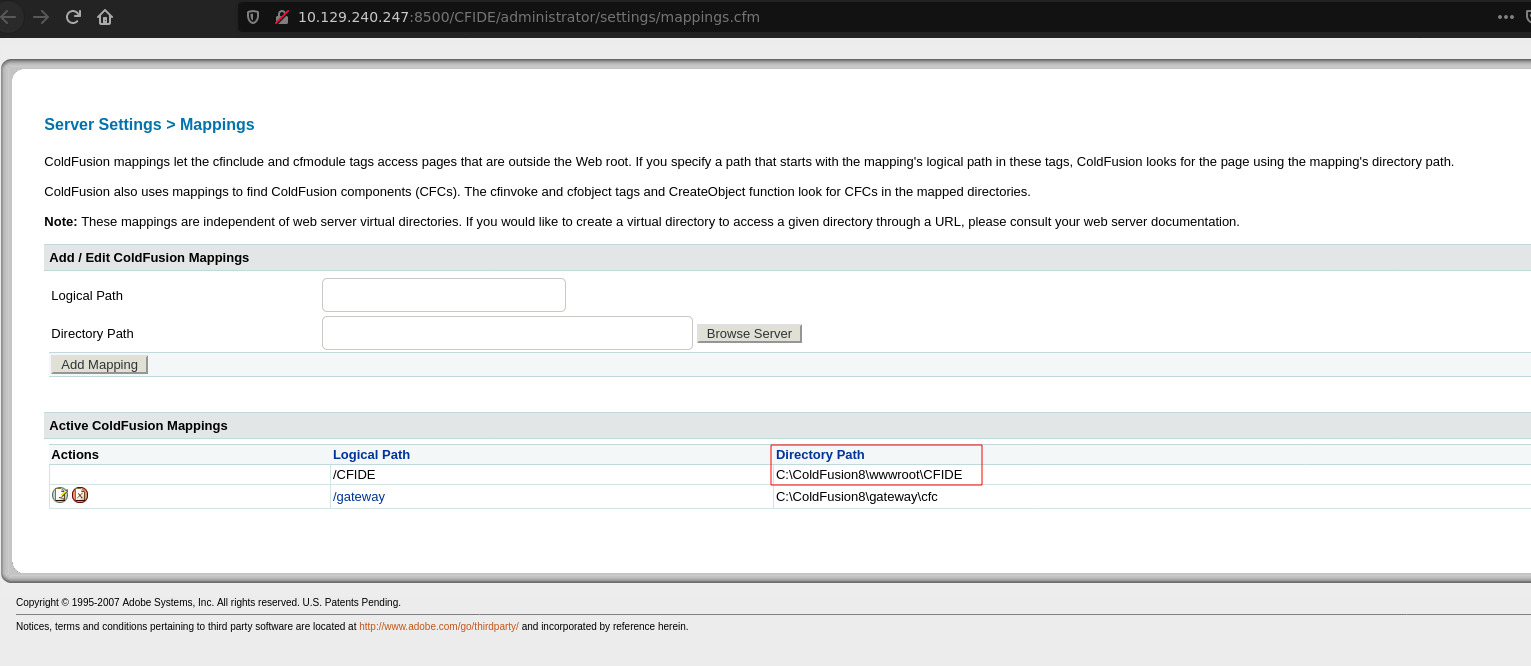 10.129.240.247:8500/CFIDE/administrator/settings/mappings.cfm
Server Settings > Mappings
ColdFusion mappings let the cfinclude and cfmodule tags access pages that are outside the Web root. If you specify a path that starts with the mapping's logical path in these tags, ColdFusion looks for the page using the mapping's directory path.
ColdFusion also uses mappings to find ColdFusion components (CFCs). The cfinvoke and cfobject tags and CreateObject function look for CFCs in the mapped directories.
Note: These mappings are independent of web server virtual directories. If you would like to create a virtual directory to access a given directory through a URL, please consult your web server documentation.
Add / Edit ColdFusion Mappings
Logical Path
Directory Path Browse Server
Add Mapping
Active ColdFusion Mappings
Actions Logical Path Directory Path
/CFIDE C:\ColdFusion8\wwwroot\CFIDE
/gateway C:\ColdFusion8\gateway\cfc
Copyright © 1995-2007 Adobe Systems, Inc. All rights reserved. U.S. Patents Pending.
Notices, terms and conditions pertaining to third party software are located at http://www.adobe.com/go/thirdparty/ and incorporated by reference herein.